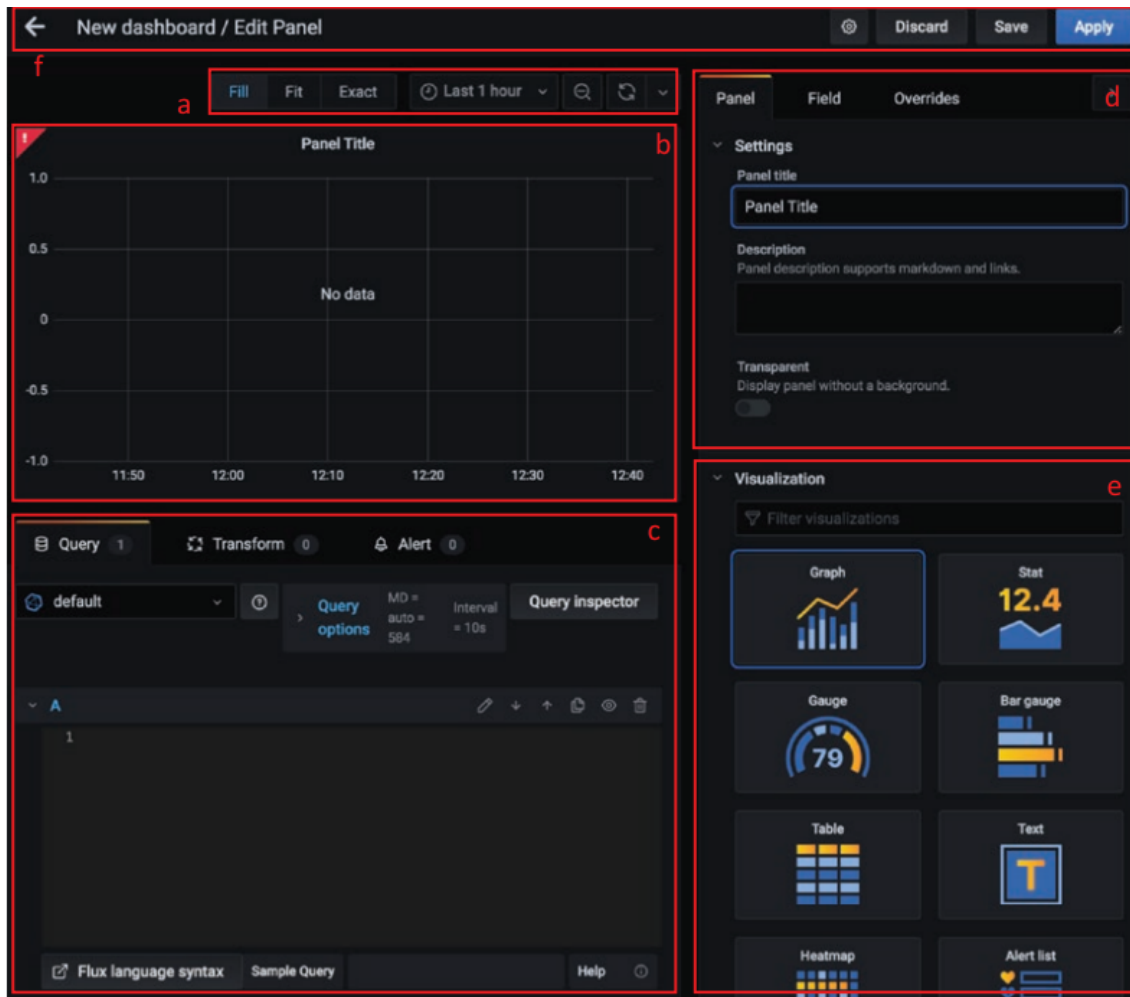 New dashboard / Edit Panel
Discard
Save
Apply
f
a
Fill
Fit
Exact
Last 1 hour
b
Panel Title
1.0
0.5
No data
0
-0.5
-1.0
11:50
12:00
12:10
12:20
12:30
12:40
c
Query 1
Transform 0
Alert 0
default
Query
options
MD =
auto =
584
Interval
= 10s
Query inspector
A
1
Flux language syntax
Sample Query
Help
d
Panel
Field
Overrides
Settings
Panel title
Panel Title
Description
Panel description supports markdown and links.
Transparent
Display panel without a background.
e
Visualization
Filter visualizations
Graph
Stat
12.4
Gauge
79
Bar gauge
Table
Text
T
Heatmap
Alert list